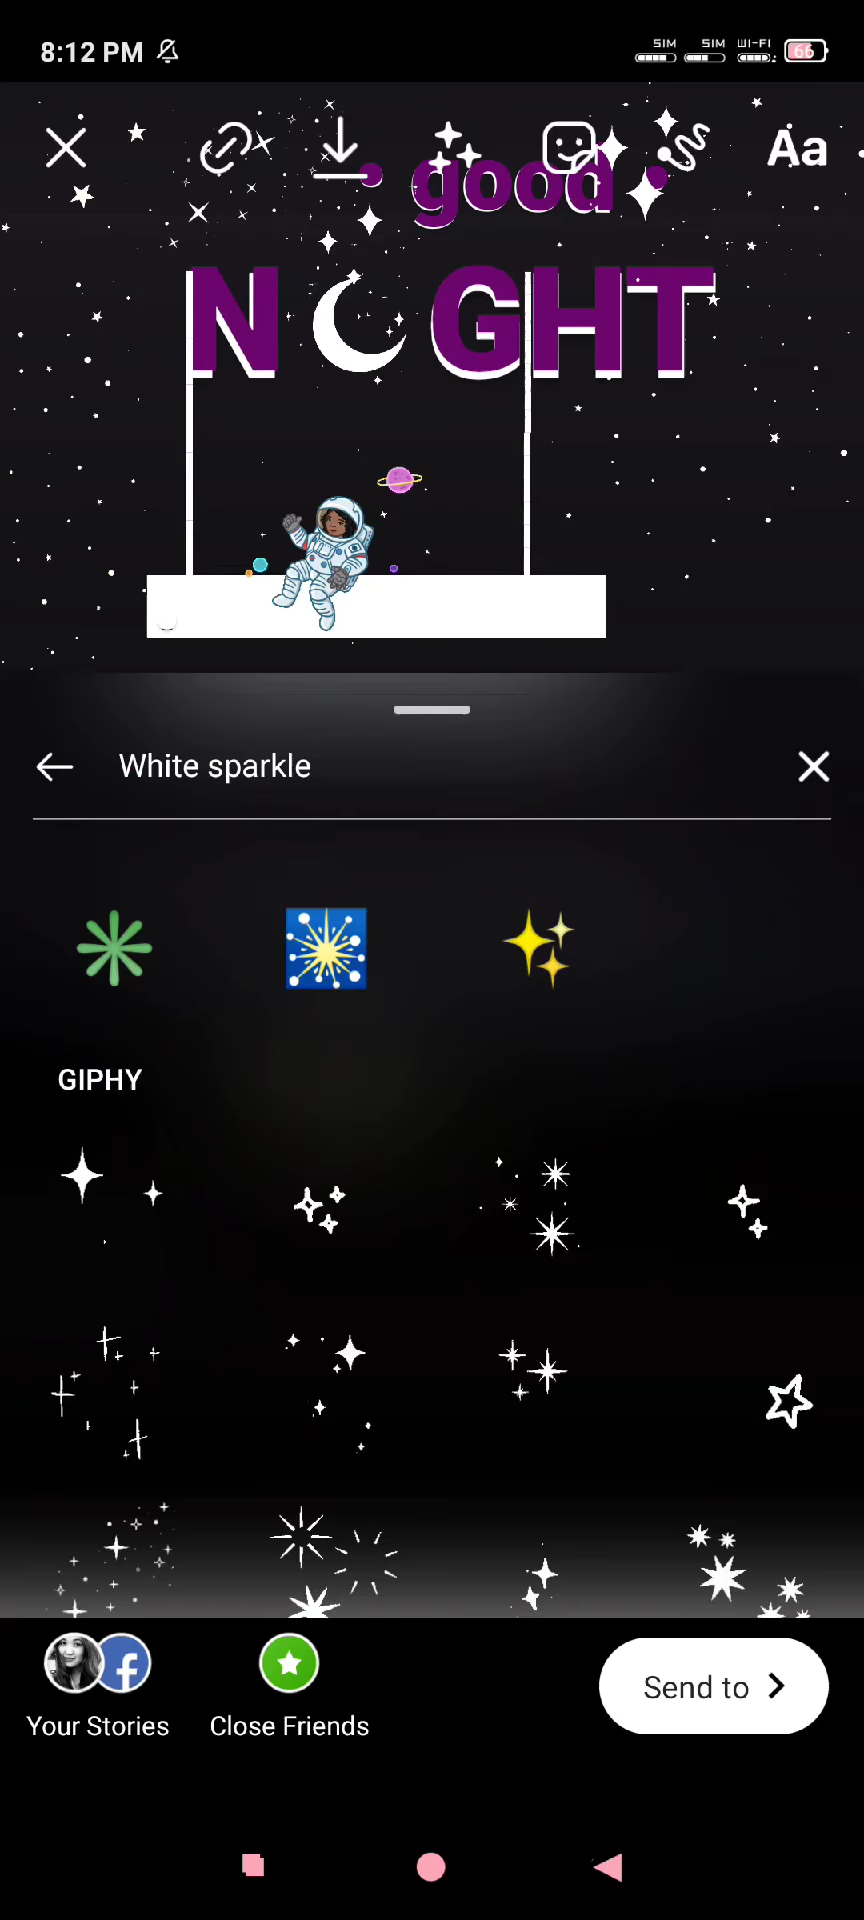 8:12 PM
SIM SIM WI-FI 66
Aa
good
N GHT
White sparkle
GIPHY
Your Stories
Close Friends
Send to